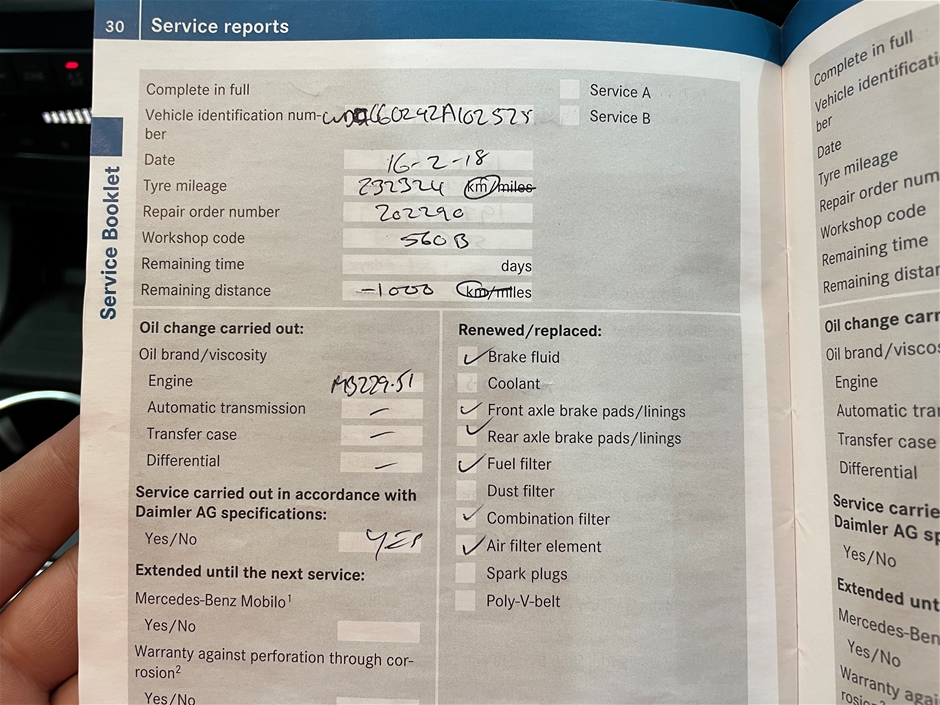 30 Service reports
Service Booklet
Complete in full
Service A
Vehicle identification num-
ber
Service B
Date 16-2-18
Tyre mileage 232324 km/miles
Repair order number 202290
Workshop code 560B
Remaining time days
Remaining distance -1000 km/miles
Oil change carried out:
Oil brand/viscosity
Engine MB229.51
Automatic transmission —
Transfer case —
Differential —
Service carried out in accordance with
Daimler AG specifications:
Yes/No YES
Extended until the next service:
Mercedes-Benz Mobilo1
Yes/No
Warranty against perforation through cor-
rosion2
Yes/No
Renewed/replaced:
✓ Brake fluid
Coolant
✓ Front axle brake pads/linings
✓ Rear axle brake pads/linings
✓ Fuel filter
Dust filter
✓ Combination filter
✓ Air filter element
Spark plugs
Poly-V-belt
Complete in full
Vehicle identificati
ber
Date
Tyre mileage
Repair order num
Workshop code
Remaining time
Remaining distar
Oil change carr
Oil brand/viscos
Engine
Automatic trar
Transfer case
Differential
Service carrie
Daimler AG sp
Yes/No
Extended unt
Mercedes-Ben
Yes/No
Warranty agai
rosion2